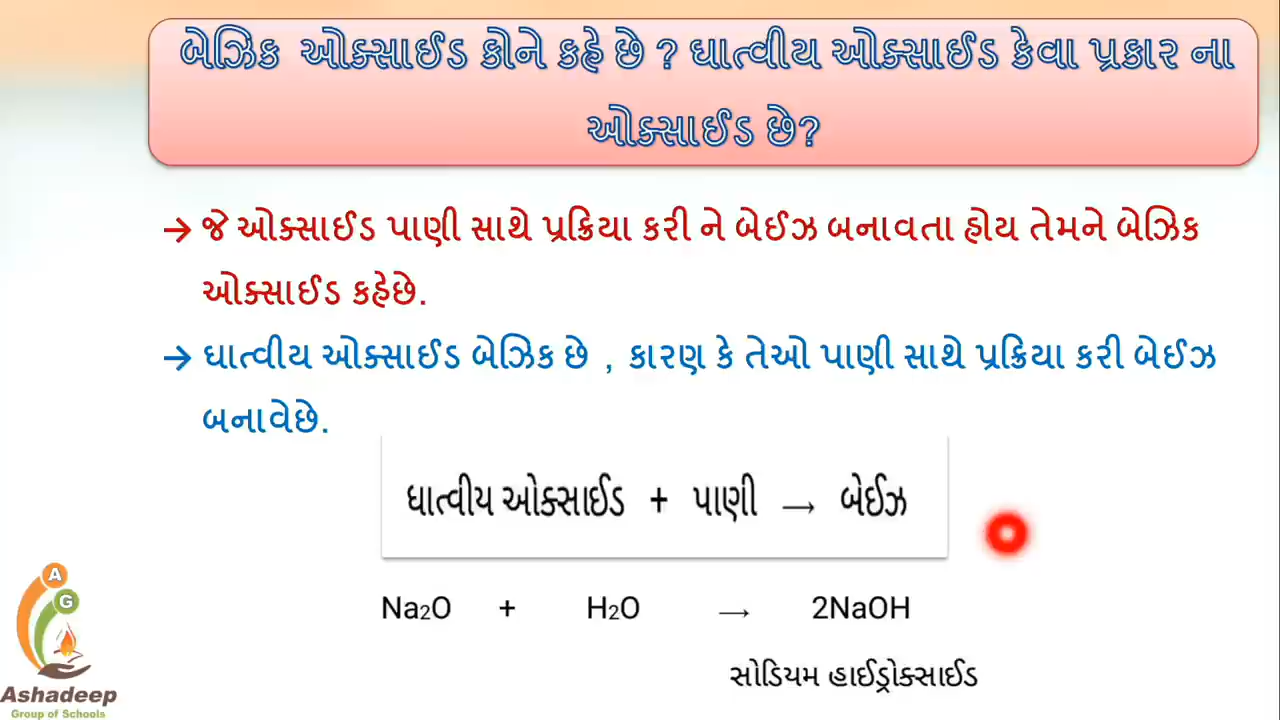 બેઝિક ઓક્સાઈડ કોને કહે છે ? ઘાત્વીય ઓક્સાઈડ કેવા પ્રકાર ના
ઓક્સાઈડ છે?
→ જે ઓક્સાઈડ પાણી સાથે પ્રક્રિયા કરી ને બેઈઝ બનાવતા હોય તેમને બેઝિક
ઓક્સાઈડ કહેછે.
→ ઘાત્વીય ઓક્સાઈડ બેઝિક છે , કારણ કે તેઓ પાણી સાથે પ્રક્રિયા કરી બેઈઝ
બનાવેછે.
ધાત્વીય ઓક્સાઈડ + પાણી → બેઈઝ
Na2O + H2O → 2NaOH
સોડિયમ હાઈડ્રોક્સાઈડ
A
G
Ashadeep
Group of Schools